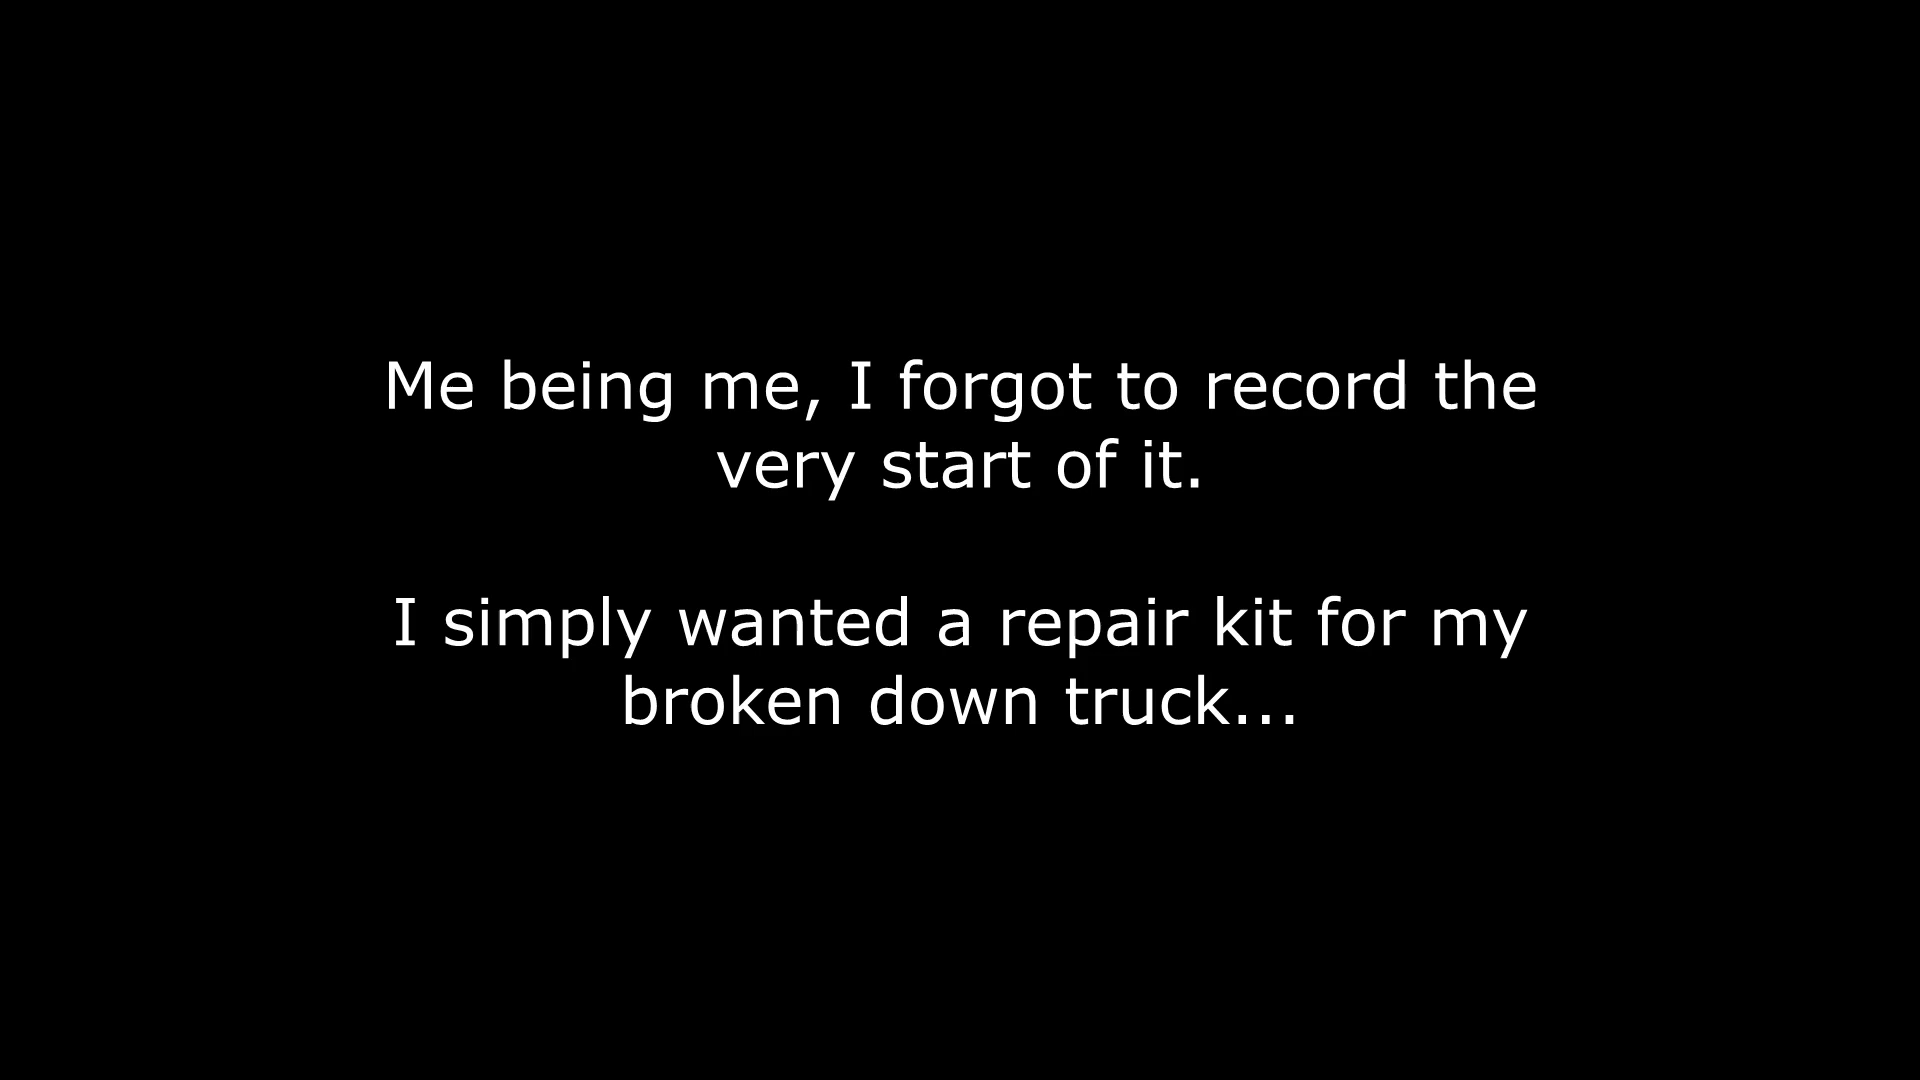 Me being me, I forgot to record the
very start of it.
I simply wanted a repair kit for my
broken down truck...